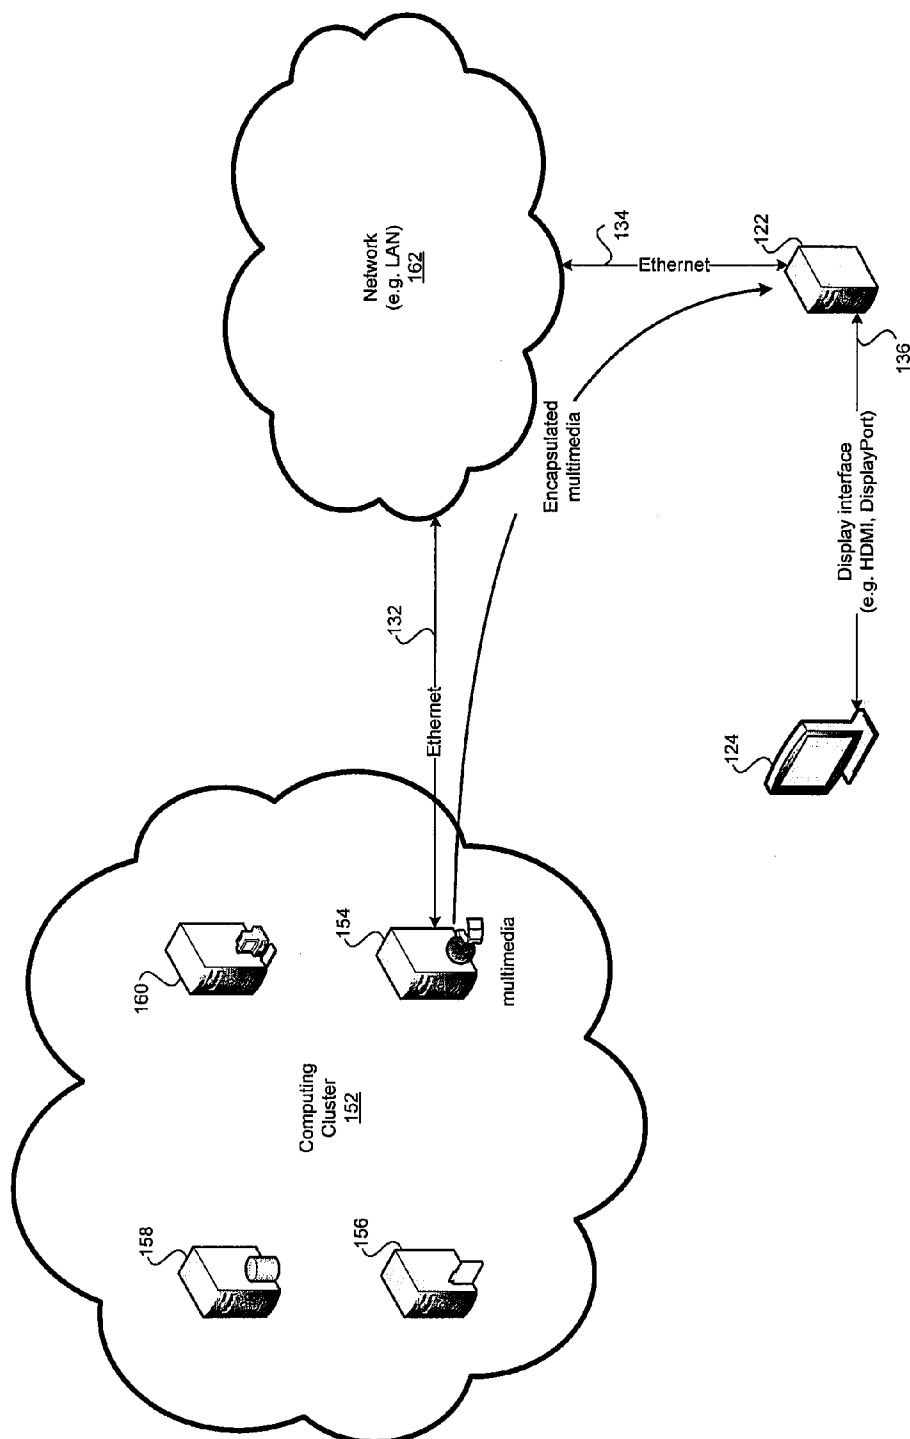 158
160
156
154
Computing
Cluster
152
multimedia
Ethernet
132
Network
(e.g. LAN)
162
Encapsulated
multimedia
134
Ethernet
122
124
Display interface
(e.g. HDMI, DisplayPort)
136